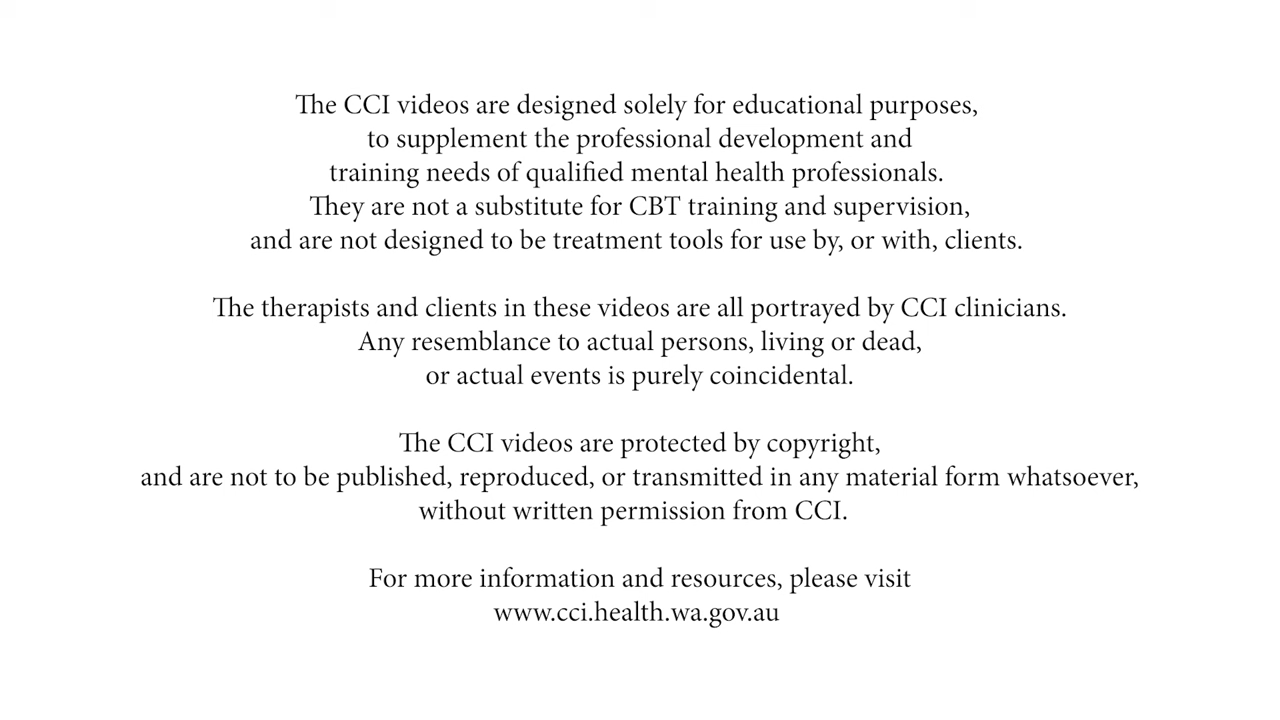 The CCI videos are designed solely for educational purposes,
to supplement the professional development and
training needs of qualified mental health professionals.
They are not a substitute for CBT training and supervision,
and are not designed to be treatment tools for use by, or with, clients.
The therapists and clients in these videos are all portrayed by CCI clinicians.
Any resemblance to actual persons, living or dead,
or actual events is purely coincidental.
The CCI videos are protected by copyright,
and are not to be published, reproduced, or transmitted in any material form whatsoever,
without written permission from CCI.
For more information and resources, please visit
www.cci.health.wa.gov.au